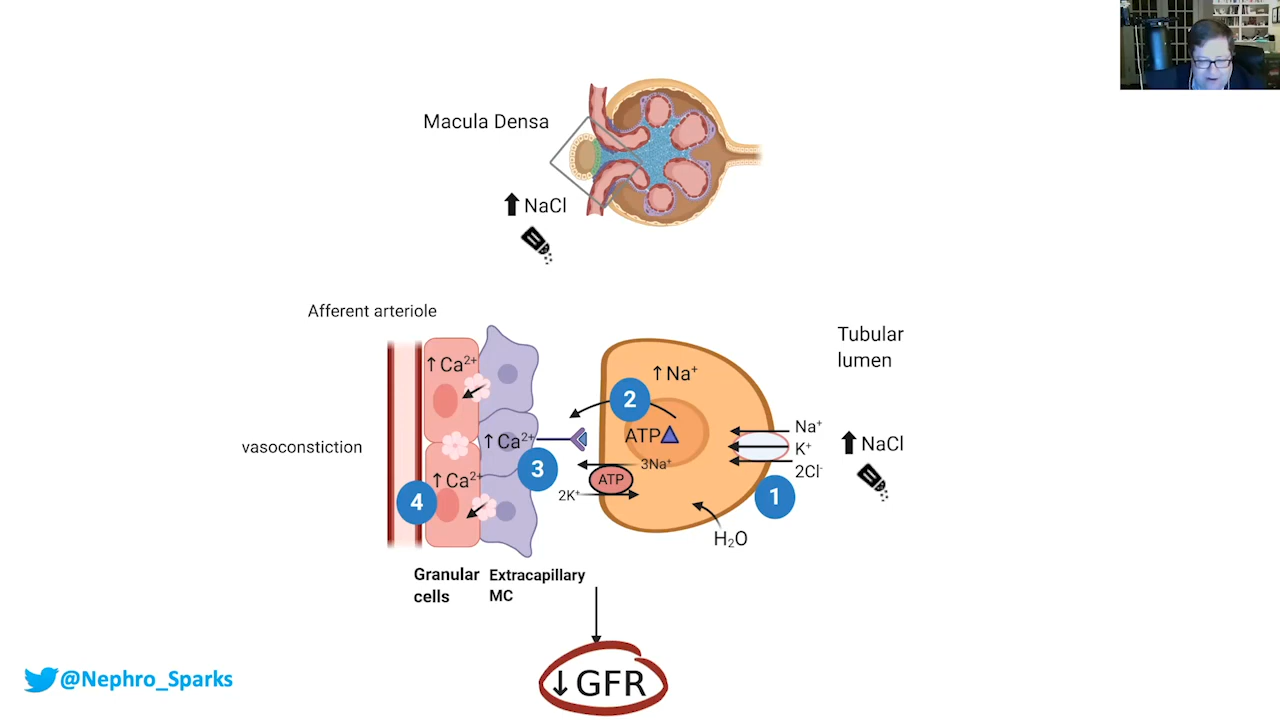 Macula Densa
⬆ NaCl
Afferent arteriole
Tubular
lumen
↑ Ca²⁺
↑ Na⁺
2
Na⁺
ATP
↑ Ca²⁺
K⁺
⬆ NaCl
vasoconstiction
3
3Na⁺
2Cl⁻
↑ Ca²⁺
ATP
4
2K⁺
1
H₂O
Granular
cells
Extracapillary
MC
↓ GFR
@Nephro_Sparks